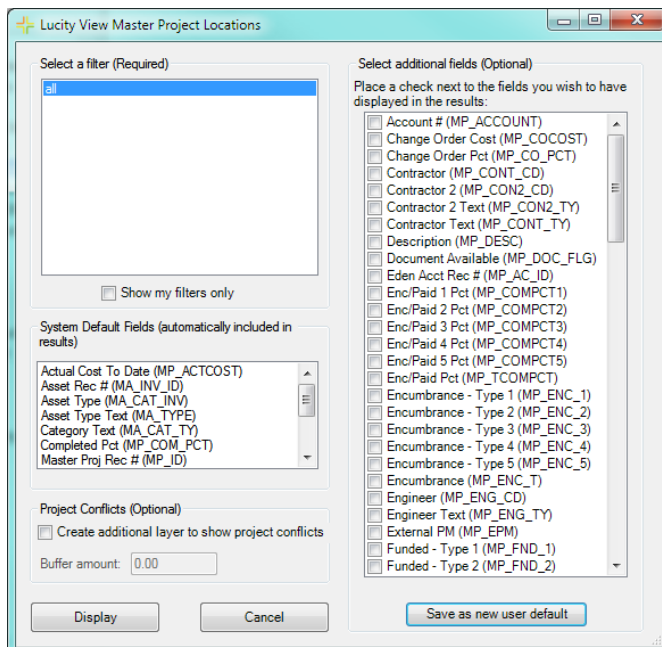 Lucity View Master Project Locations
Select a filter (Required)
all
Show my filters only
System Default Fields (automatically included in
results)
Actual Cost To Date (MP_ACTCOST)
Asset Rec # (MA_INV_ID)
Asset Type (MA_CAT_INV)
Asset Type Text (MA_TYPE)
Category Text (MA_CAT_TY)
Completed Pct (MP_COM_PCT)
Master Proj Rec # (MP_ID)
Project Conflicts (Optional)
Create additional layer to show project conflicts
Buffer amount: 0.00
Display
Cancel
Select additional fields (Optional)
Place a check next to the fields you wish to have
displayed in the results:
Account # (MP_ACCOUNT)
Change Order Cost (MP_COCOST)
Change Order Pct (MP_CO_PCT)
Contractor (MP_CONT_CD)
Contractor 2 (MP_CON2_CD)
Contractor 2 Text (MP_CON2_TY)
Contractor Text (MP_CONT_TY)
Description (MP_DESC)
Document Available (MP_DOC_FLG)
Eden Acct Rec # (MP_AC_ID)
Enc/Paid 1 Pct (MP_COMPCT1)
Enc/Paid 2 Pct (MP_COMPCT2)
Enc/Paid 3 Pct (MP_COMPCT3)
Enc/Paid 4 Pct (MP_COMPCT4)
Enc/Paid 5 Pct (MP_COMPCT5)
Enc/Paid Pct (MP_TCOMPCT)
Encumbrance - Type 1 (MP_ENC_1)
Encumbrance - Type 2 (MP_ENC_2)
Encumbrance - Type 3 (MP_ENC_3)
Encumbrance - Type 4 (MP_ENC_4)
Encumbrance - Type 5 (MP_ENC_5)
Encumbrance (MP_ENC_T)
Engineer (MP_ENG_CD)
Engineer Text (MP_ENG_TY)
External PM (MP_EPM)
Funded - Type 1 (MP_FND_1)
Funded - Type 2 (MP_FND_2)
Save as new user default